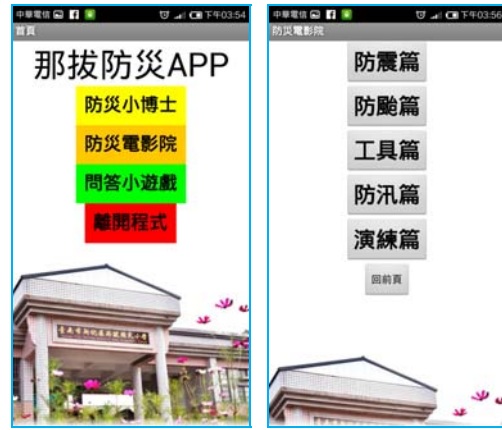 中華電信 下午03:54
首頁
那拔防災APP
防災小博士
防災電影院
問答小遊戲
離開程式
中華電信 下午03:56
防災電影院
防震篇
防颱篇
工具篇
防汛篇
演練篇
回前頁